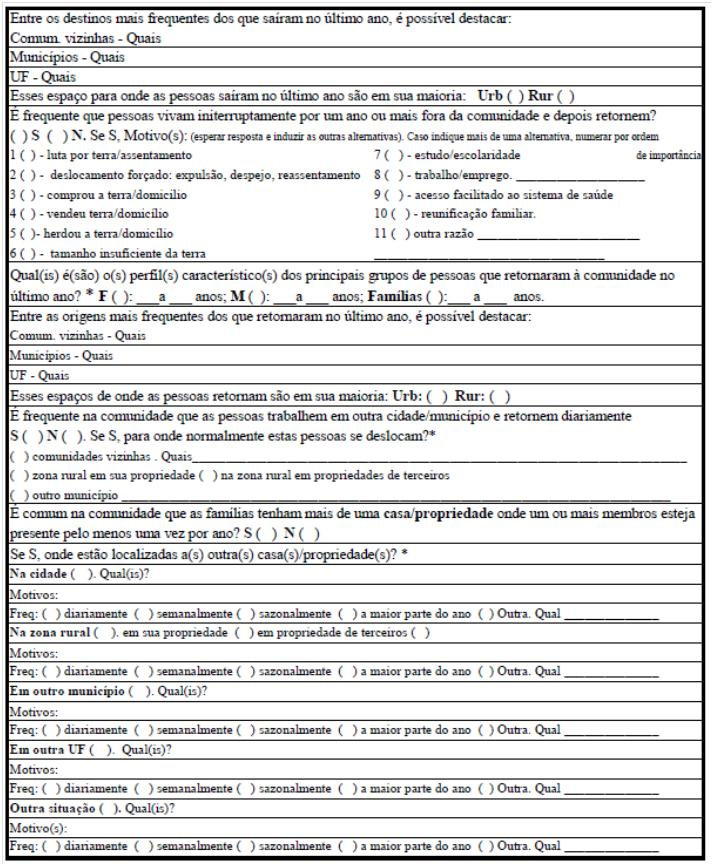 Entre os destinos mais frequentes dos que saíram no último ano, é possível destacar:
Comum. vizinhas - Quais
Municípios - Quais
UF - Quais
Esses espaço para onde as pessoas saíram no último ano são em sua maioria: Urb ( ) Rur ( )
É frequente que pessoas vivam initerruptamente por um ano ou mais fora da comunidade e depois retornem?
( ) S ( ) N. Se S, Motivo(s): (esperar resposta e induzir as outras alternativas). Caso indique mais de uma alternativa, numerar por ordem
1 ( ) - luta por terra/assentamento 7 ( ) - estudo/escolaridade de importância
2 ( ) - deslocamento forçado: expulsão, despejo, reassentamento 8 ( ) - trabalho/emprego. ____________________
3 ( ) - comprou a terra/domicílio 9 ( ) - acesso facilitado ao sistema de saúde
4 ( ) - vendeu terra/domicílio 10 ( ) - reunificação familiar.
5 ( )- herdou a terra/domicílio 11 ( ) outra razão _________________________
6 ( ) - tamanho insuficiente da terra ___________________________________
Qual(is) é(são) o(s) perfil(s) característico(s) dos principais grupos de pessoas que retornaram à comunidade no
último ano? * F ( ): ___a ___ anos; M ( ): ___a ___ anos; Famílias ( ):___ a ___ anos.
Entre as origens mais frequentes dos que retornaram no último ano, é possível destacar:
Comum. vizinhas - Quais
Municípios - Quais
UF - Quais
Esses espaços de onde as pessoas retornam são em sua maioria: Urb: ( ) Rur: ( )
É frequente na comunidade que as pessoas trabalhem em outra cidade/município e retornem diariamente
S ( ) N ( ). Se S, para onde normalmente estas pessoas se deslocam?*
( ) comunidades vizinhas . Quais____________________________________________________________
( ) zona rural em sua propriedade ( ) na zona rural em propriedades de terceiros
( ) outro município ____________________________________________________________
É comum na comunidade que as famílias tenham mais de uma casa/propriedade onde um ou mais membros esteja
presente pelo menos uma vez por ano? S ( ) N ( )
Se S, onde estão localizadas a(s) outra(s) casa(s)/propriedade(s)? *
Na cidade ( ). Qual(is)?
Motivos:
Freq: ( ) diariamente ( ) semanalmente ( ) sazonalmente ( ) a maior parte do ano ( ) Outra. Qual _______________
Na zona rural ( ). em sua propriedade ( ) em propriedade de terceiros ( )
Motivos:
Freq: ( ) diariamente ( ) semanalmente ( ) sazonalmente ( ) a maior parte do ano ( ) Outra. Qual _______________
Em outro município ( ). Qual(is)?
Motivos:
Freq: ( ) diariamente ( ) semanalmente ( ) sazonalmente ( ) a maior parte do ano ( ) Outra. Qual _______________
Em outra UF ( ). Qual(is)?
Motivos:
Freq: ( ) diariamente ( ) semanalmente ( ) sazonalmente ( ) a maior parte do ano ( ) Outra. Qual _______________
Outra situação ( ). Qual(is)?
Motivo(s):
Freq: ( ) diariamente ( ) semanalmente ( ) sazonalmente ( ) a maior parte do ano ( ) Outra. Qual _______________